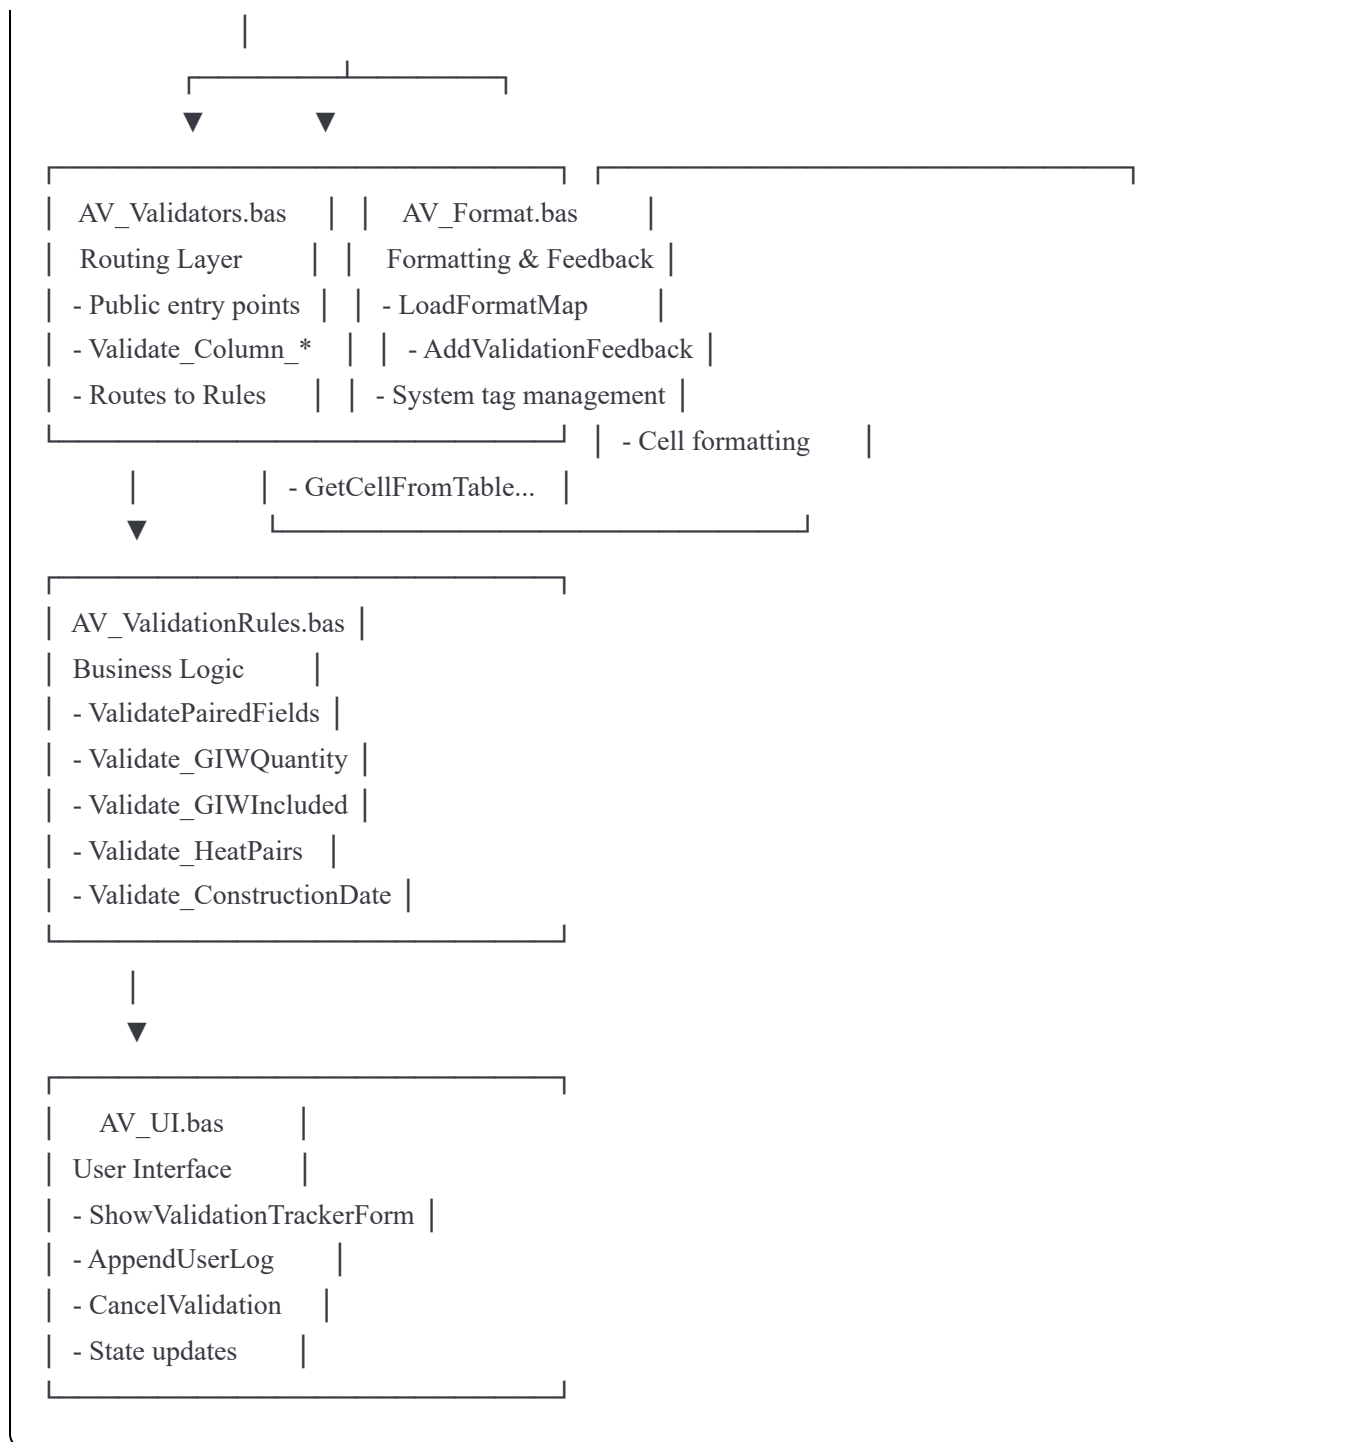 AV_Validators.bas AV_Format.bas
Routing Layer Formatting & Feedback
- Public entry points - LoadFormatMap
- Validate_Column_* - AddValidationFeedback
- Routes to Rules - System tag management
- Cell formatting
- GetCellFromTable...
AV_ValidationRules.bas
Business Logic
- ValidatePairedFields
- Validate_GIWQuantity
- Validate_GIWIncluded
- Validate_HeatPairs
- Validate_ConstructionDate
AV_UI.bas
User Interface
- ShowValidationTrackerForm
- AppendUserLog
- CancelValidation
- State updates